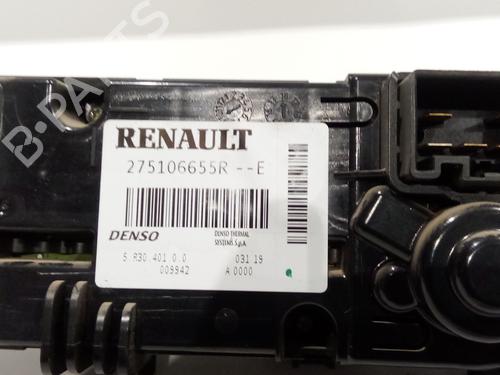 B-PARTS
RENAULT
275106655R --E
DENSO
DENSO THERMAL
SYSTEMS S.p.A.
5 R30 401 0.0
031 19
009942
A 0000